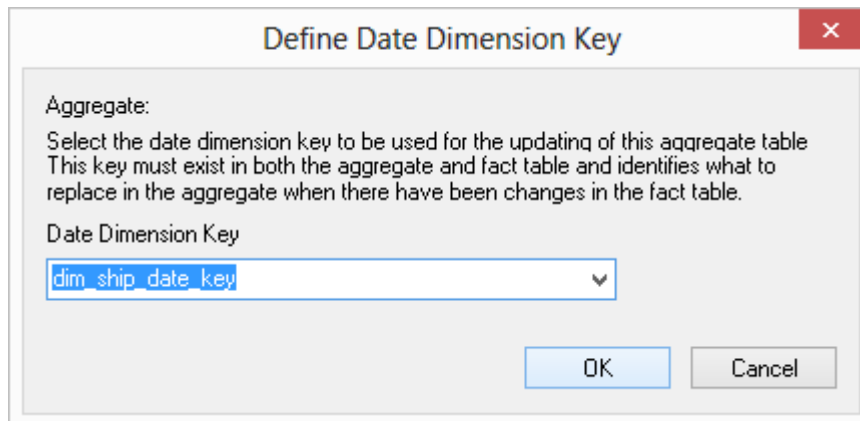 Define Date Dimension Key
Aggregate:
Select the date dimension key to be used for the updating of this aggregate table
This key must exist in both the aggregate and fact table and identifies what to
replace in the aggregate when there have been changes in the fact table.
Date Dimension Key
dim_ship_date_key
OK Cancel